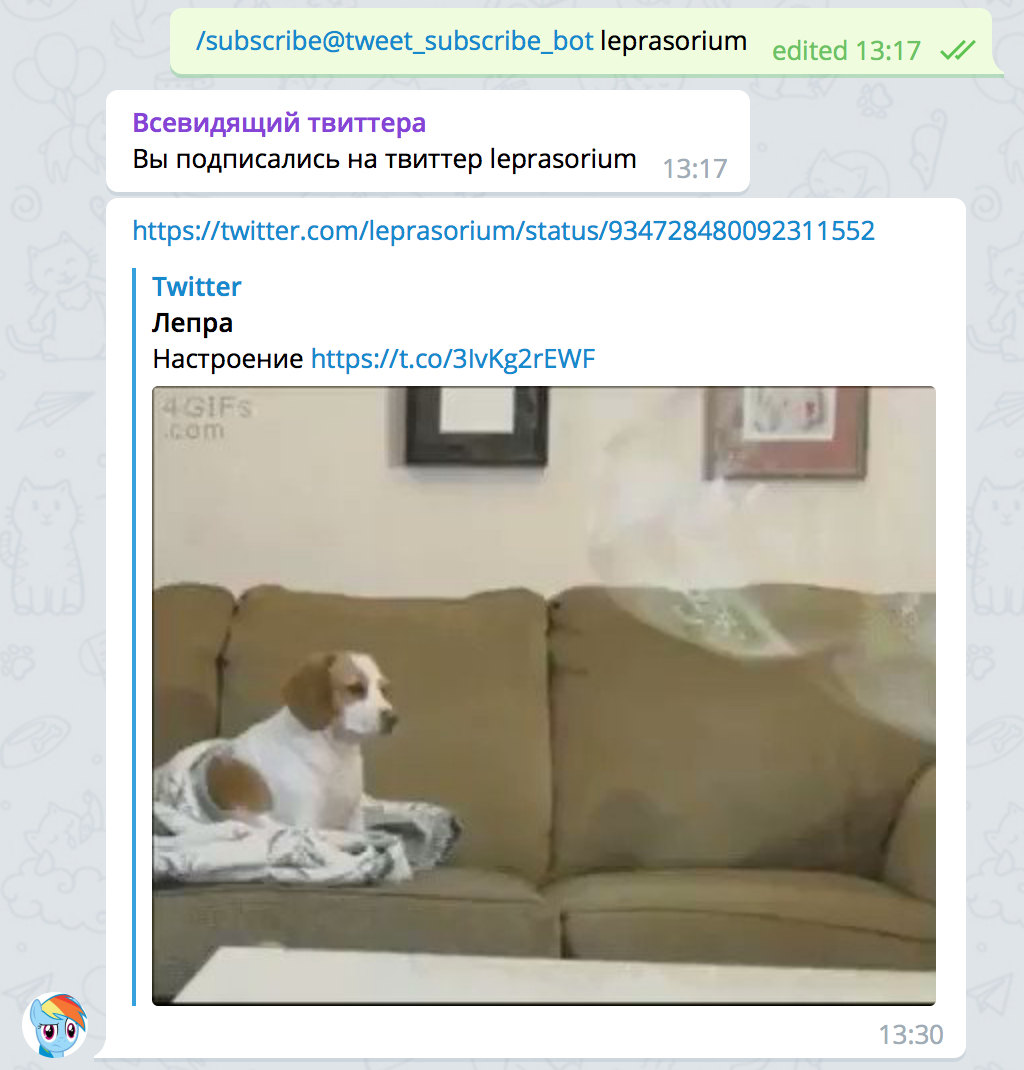 /subscribe@tweet_subscribe_bot leprasorium
edited 13:17
Всевидящий твиттера
Вы подписались на твиттер leprasorium
13:17
https://twitter.com/leprasorium/status/934728480092311552
Twitter
Лепра
Настроение https://t.co/3lvKg2rEWF
4GIFs
.com
13:30